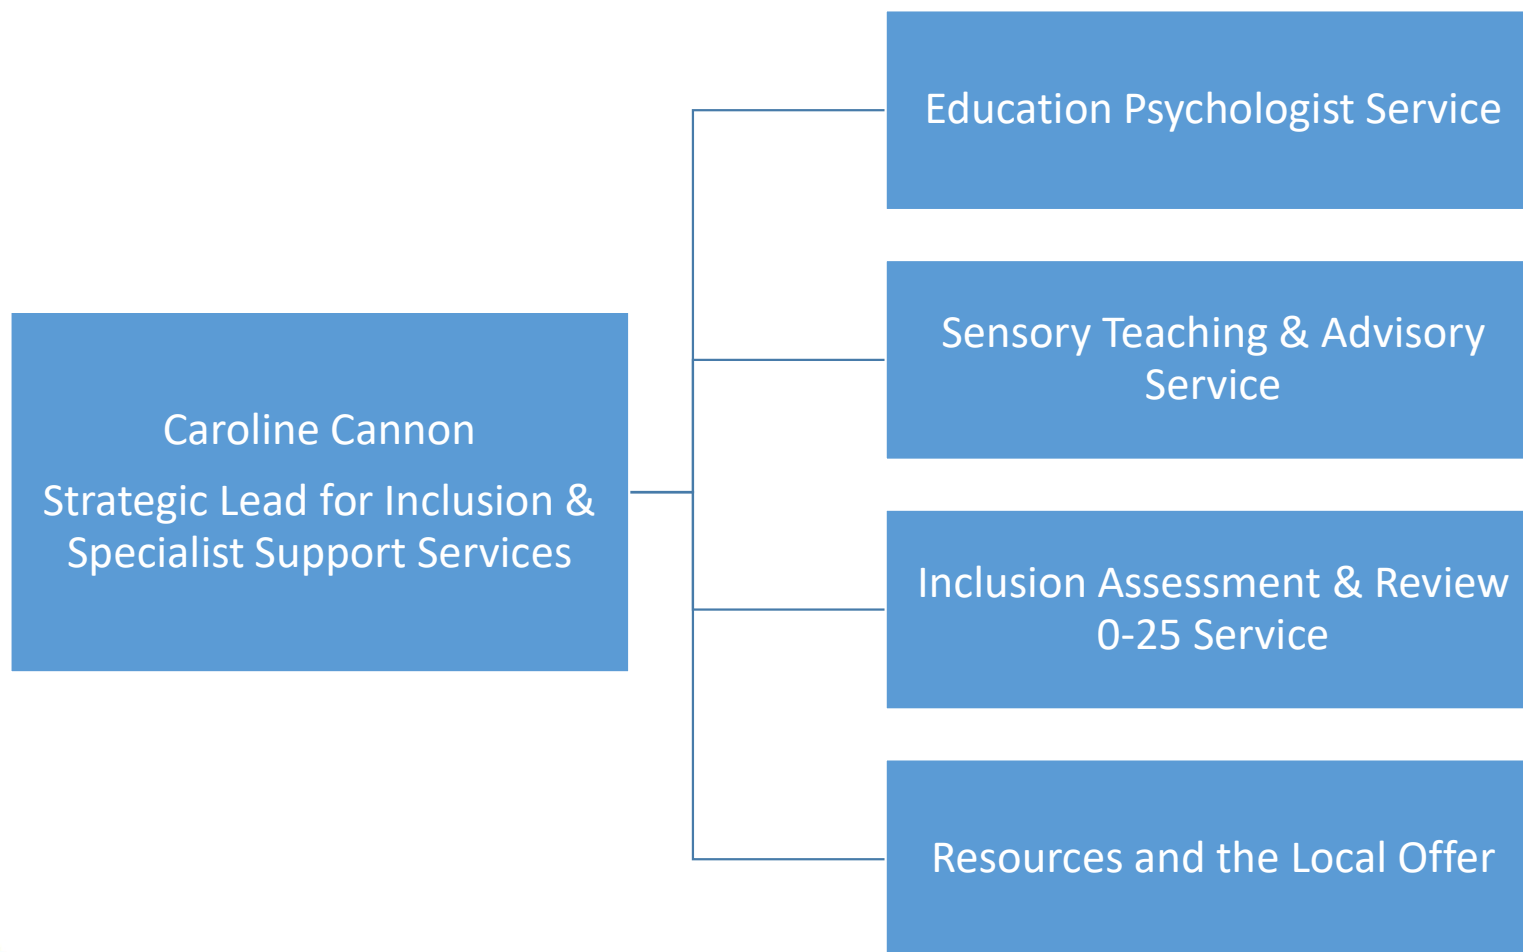 Caroline Cannon
Strategic Lead for Inclusion &
Specialist Support Services
Education Psychologist Service
Sensory Teaching & Advisory
Service
Inclusion Assessment & Review
0-25 Service
Resources and the Local Offer